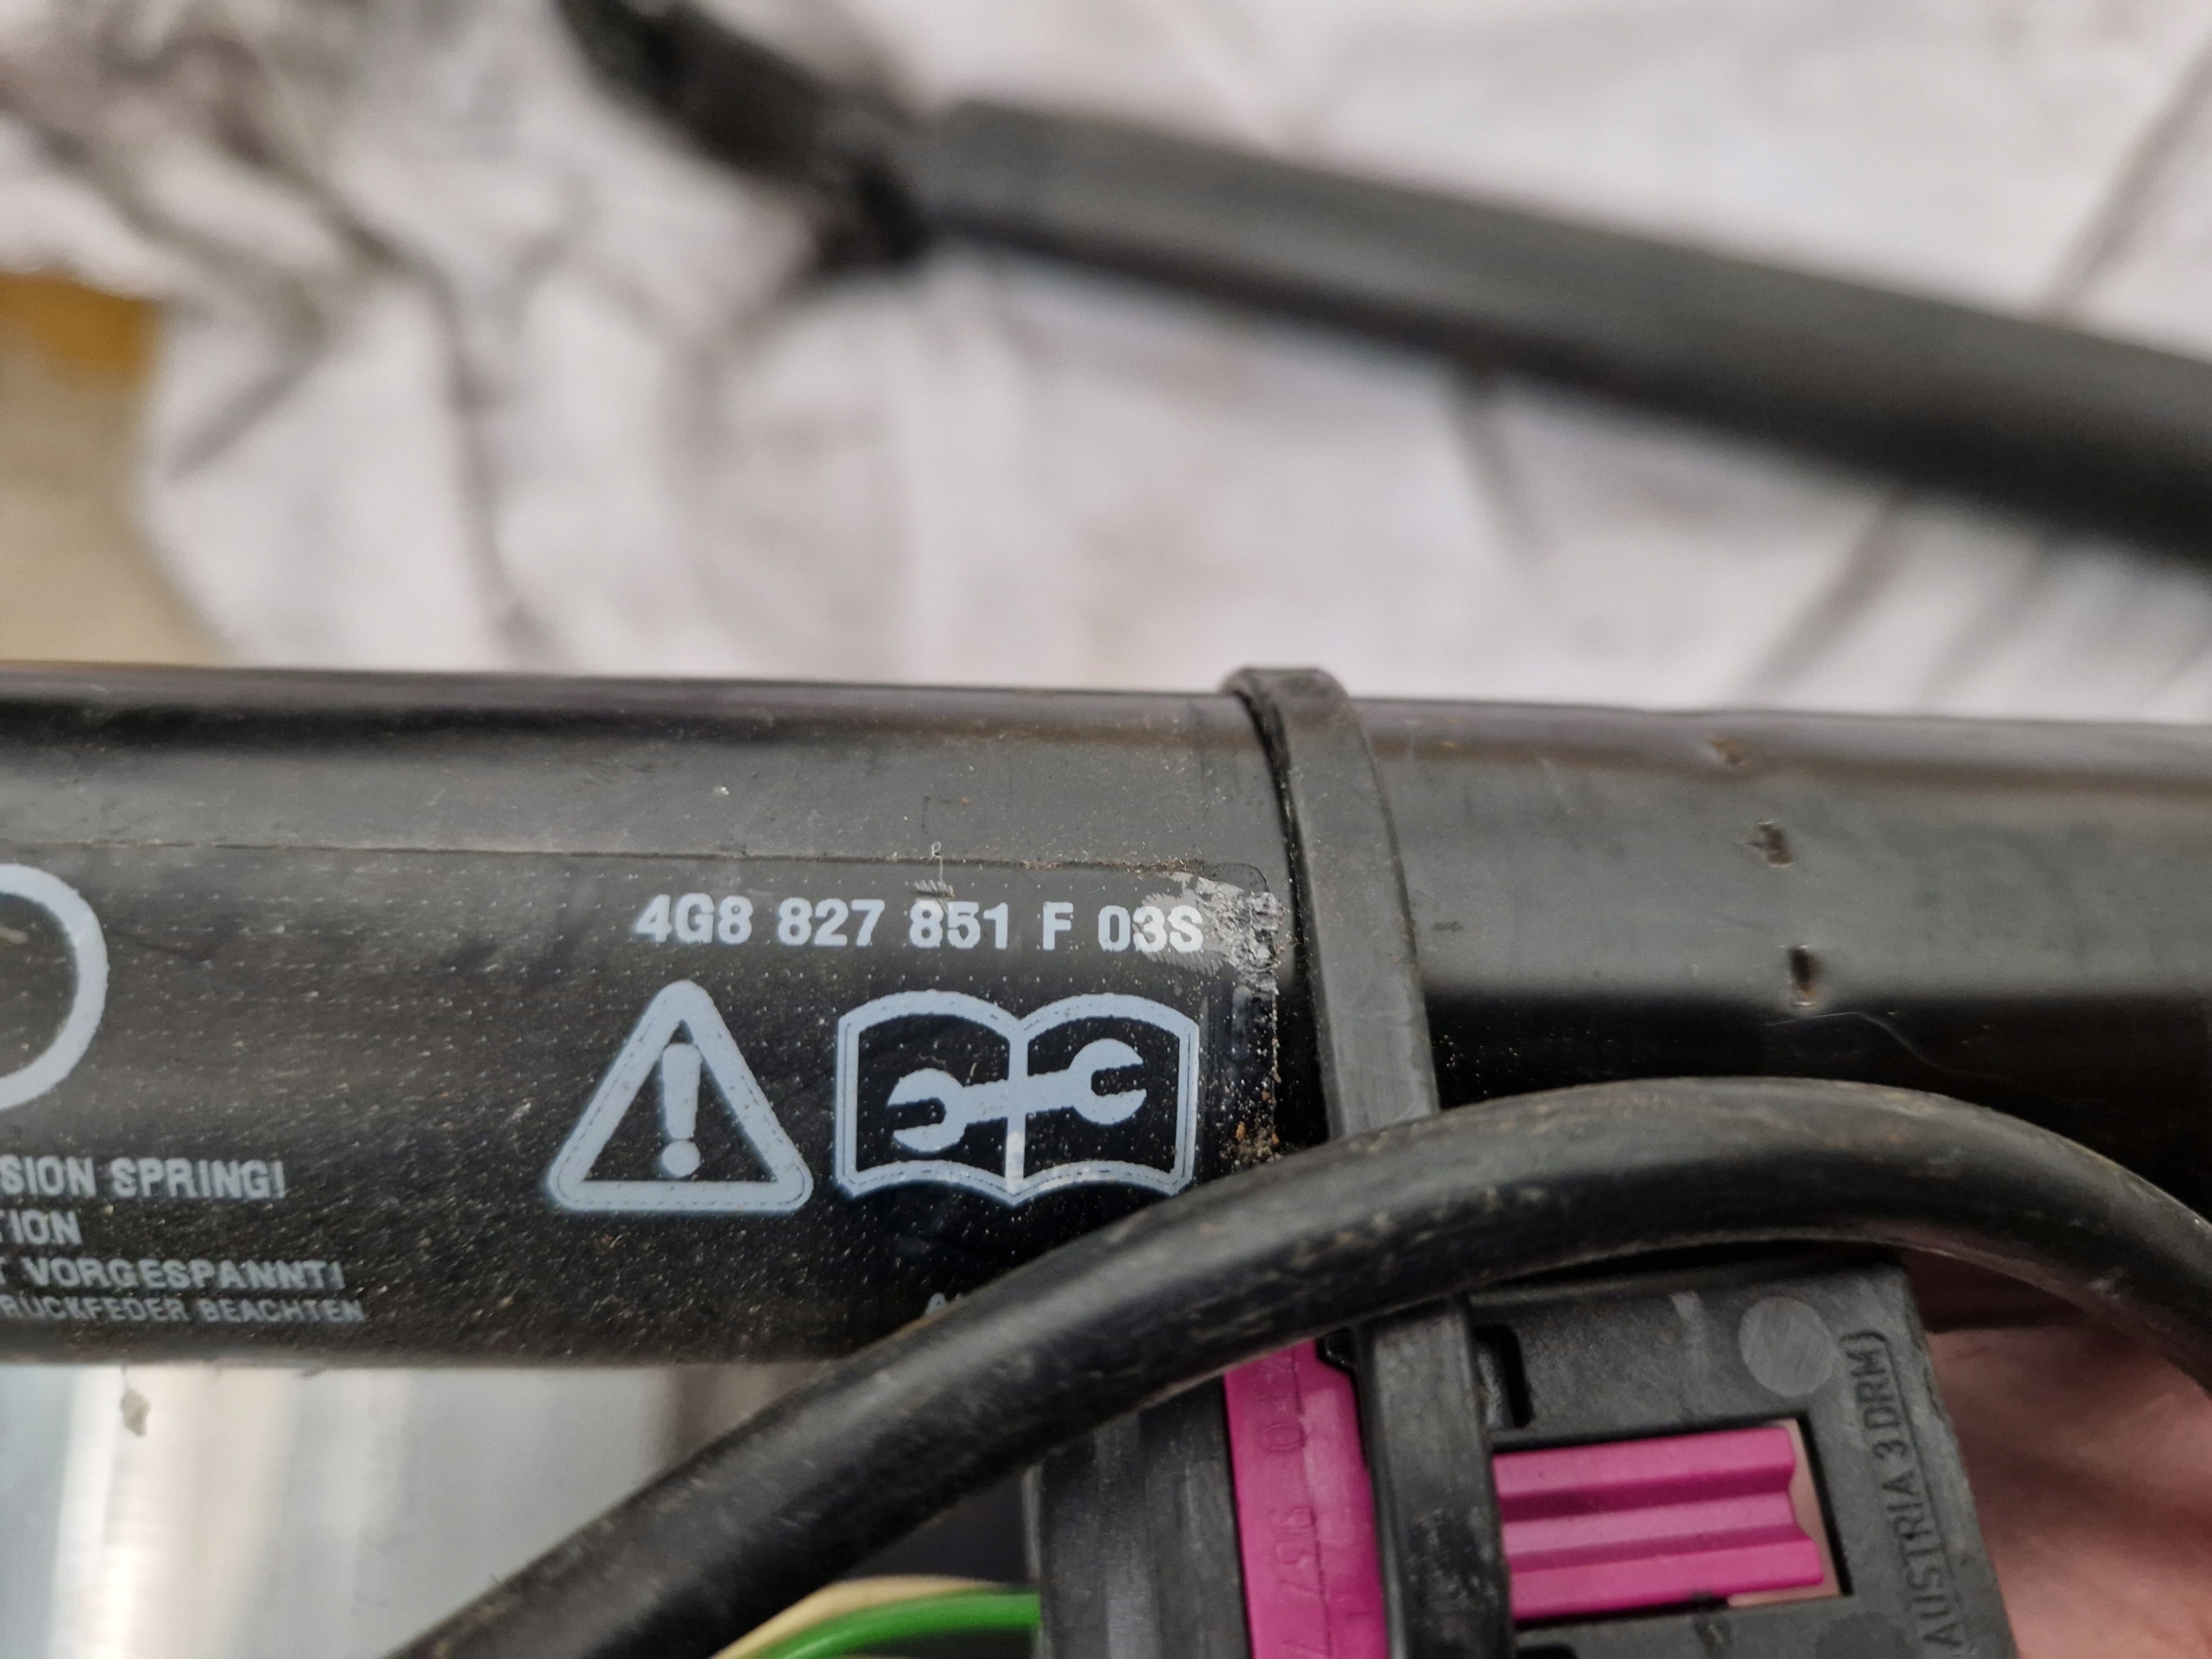 4G8 827 851 F 03S
SION SPRING!
TION
T VORGESPANNT!
RUCKFEDER BEACHTEN
AUSTRIA 3 DRM)